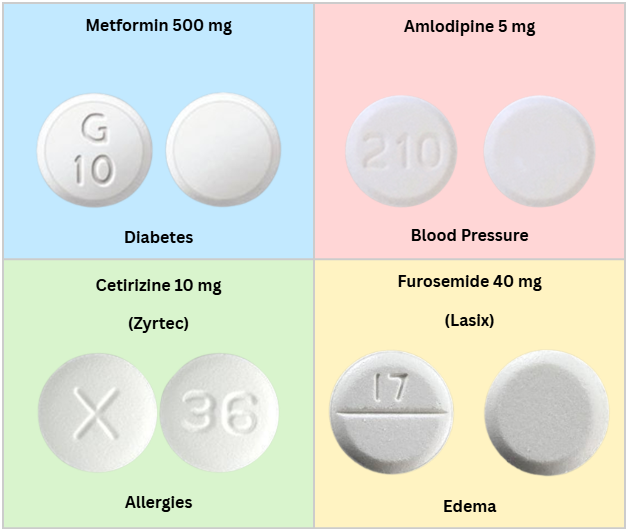 Metformin 500 mg
G
10
Diabetes
Amlodipine 5 mg
210
Blood Pressure
Cetirizine 10 mg
(Zyrtec)
X
36
Allergies
Furosemide 40 mg
(Lasix)
17
Edema